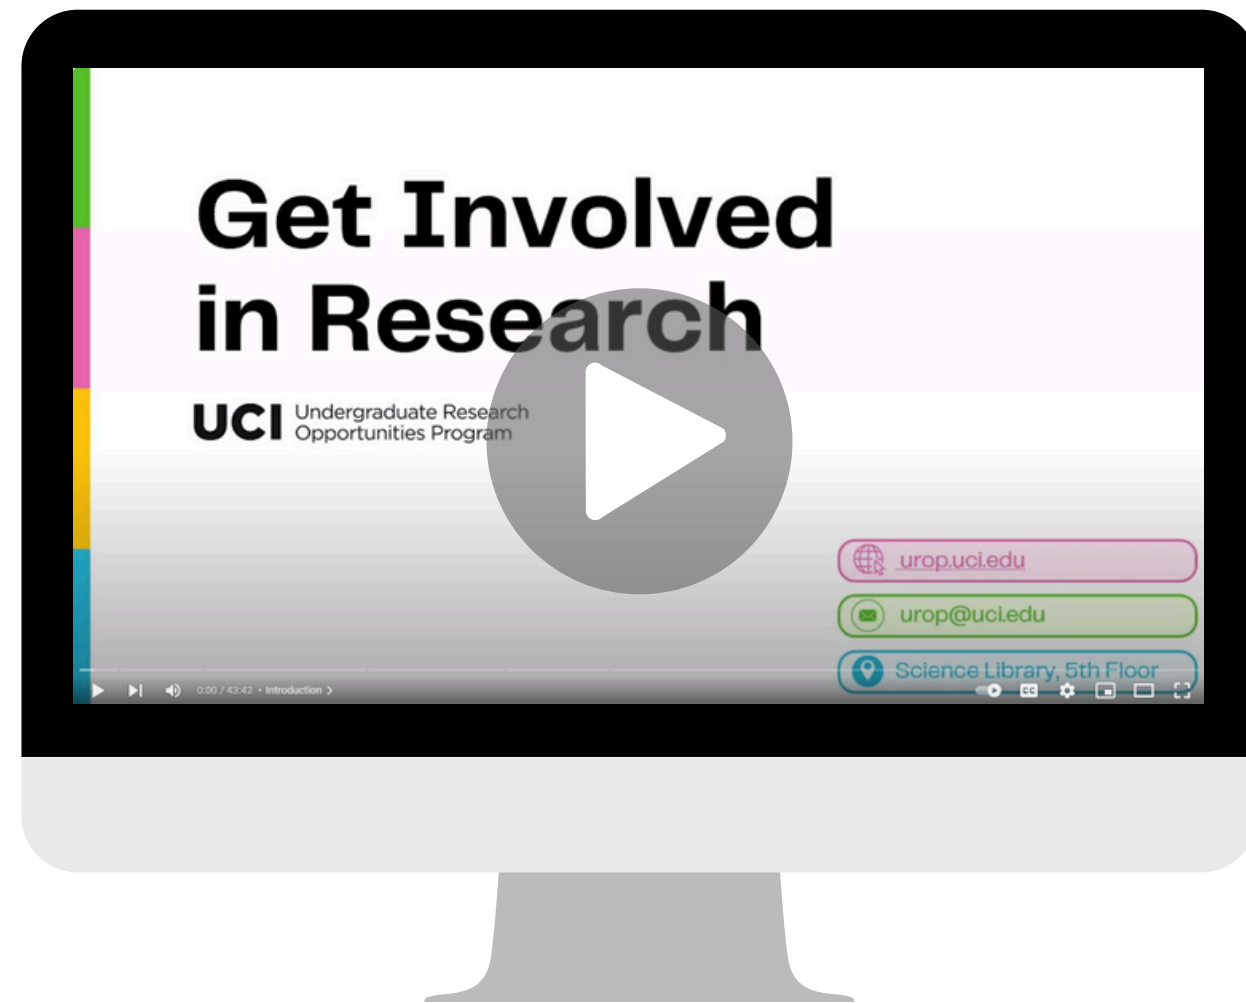 Get Involved
in Research
UCI Undergraduate Research
Opportunities Program
urop.uci.edu
urop@uci.edu
Science Library, 5th Floor
0:00 / 43:42 • Introduction >
CC